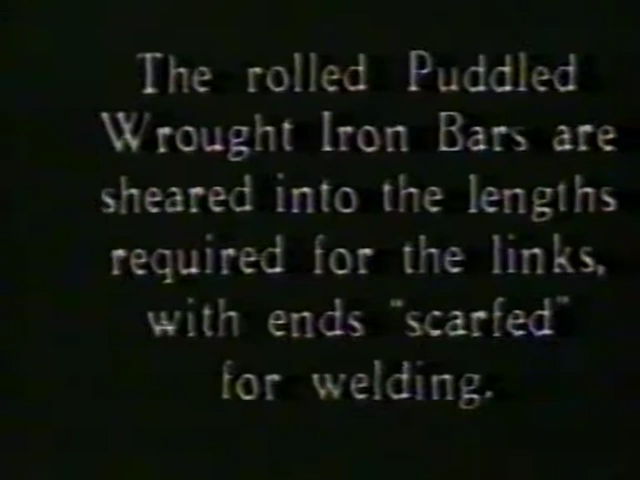 The rolled Puddled
Wrought Iron Bars are
sheared into the lengths
required for the links,
with ends "scarfed"
for welding.